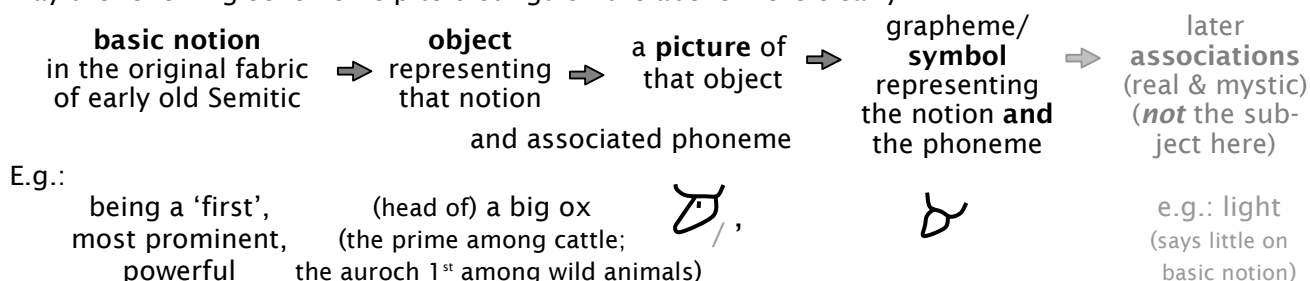 basic notion
in the original fabric
of early old Semitic
object
representing
that notion
a picture of
that object
and associated phoneme
grapheme/
symbol
representing
the notion and
the phoneme
later
associations
(real & mystic)
(not the sub-
ject here)
E.g.:
being a ‘first’,
most prominent,
powerful
(head of) a big ox
(the prime among cattle;
the auroch 1st among wild animals)
/ ,
e.g.: light
(says little on
basic notion)